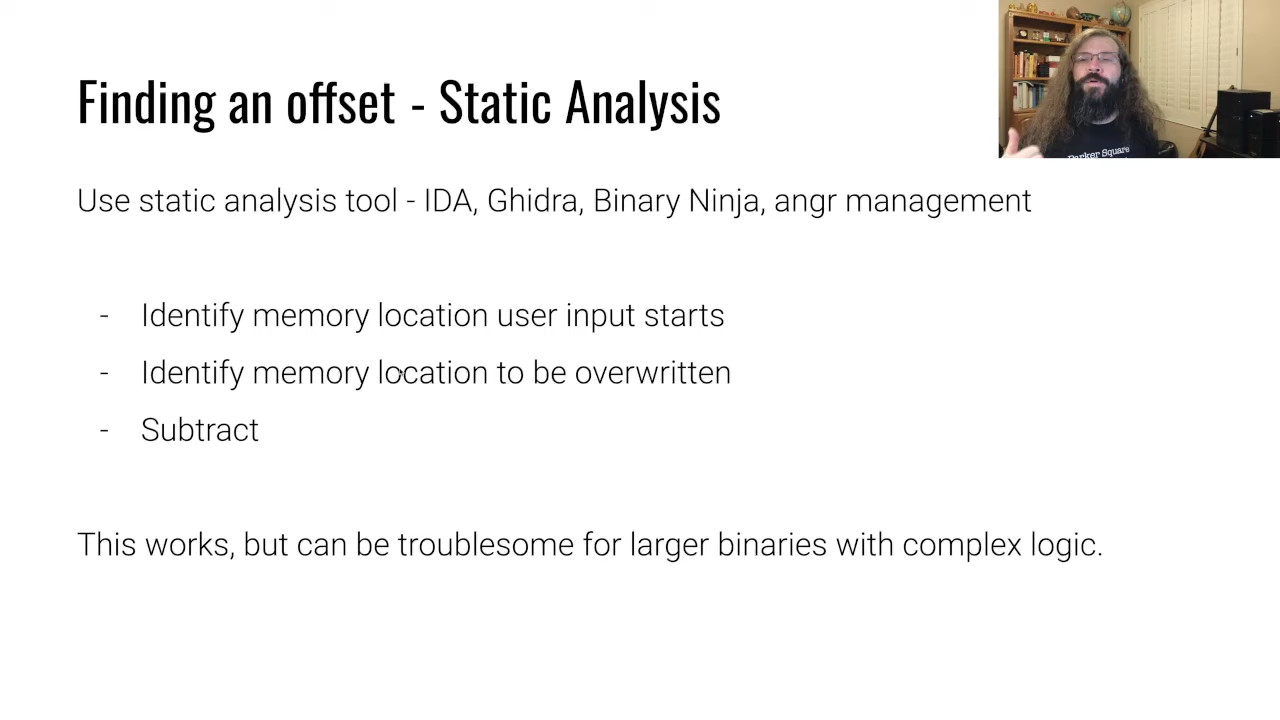 Finding an offset - Static Analysis
Use static analysis tool - IDA, Ghidra, Binary Ninja, angr management
- Identify memory location user input starts
- Identify memory location to be overwritten
- Subtract
This works, but can be troublesome for larger binaries with complex logic.
Parker Square